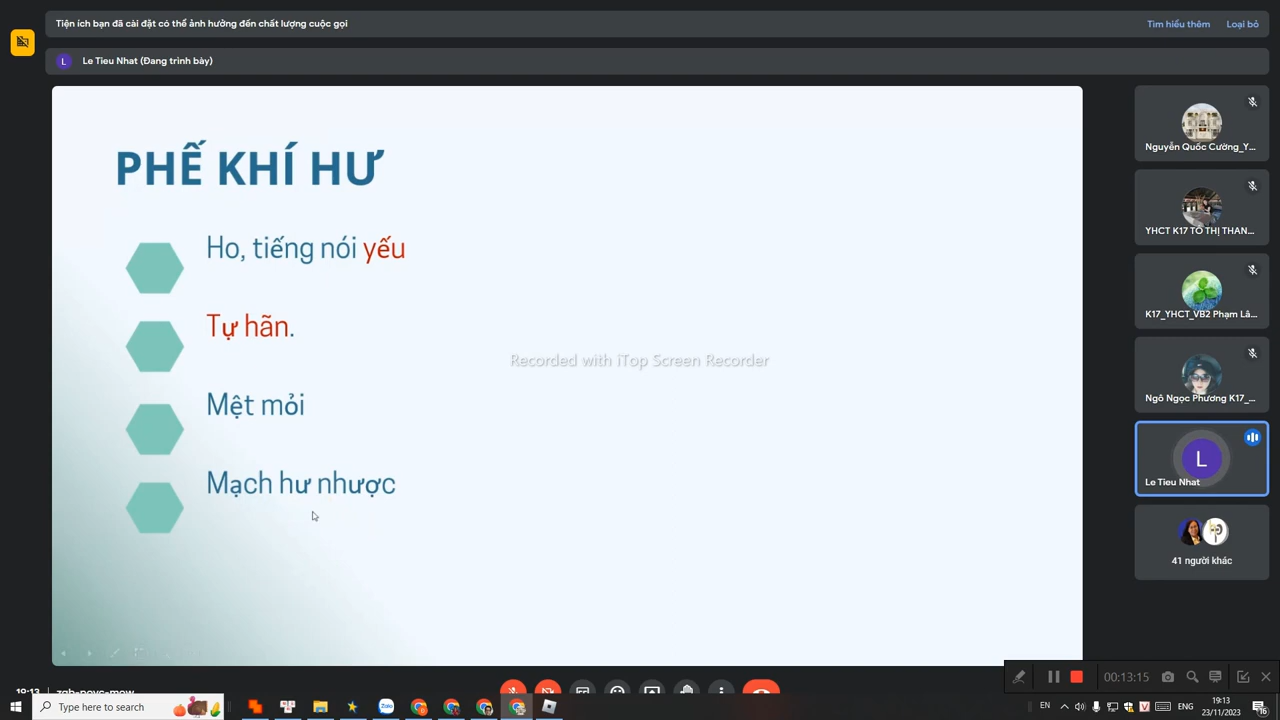 Tiện ích bạn đã cài đặt có thể ảnh hưởng đến chất lượng cuộc gọi
Tìm hiểu thêm
Loại bỏ
L
Le Tieu Nhat (Đang trình bày)
PHẾ KHÍ HƯ
Ho, tiếng nói yếu
Tự hãn.
Mệt mỏi
Mạch hư nhược
Recorded with iTop Screen Recorder
Nguyễn Quốc Cường_Y...
YHCT K17 TÔ THỊ THAN...
K17_YHCT_VB2 Phạm Lâ...
Ngô Ngọc Phương K17_...
L
Le Tieu Nhat
41 người khác
00:13:15
Type here to search
Zalo
EN
V
ENG
19:13
23/11/2023